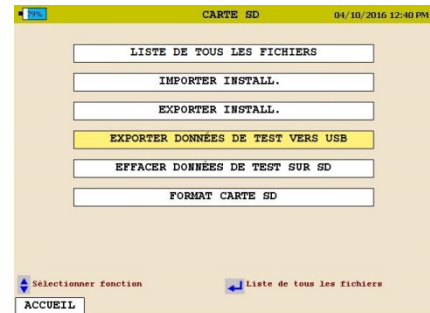 79% CARTE SD 04/10/2016 12:40 PM
LISTE DE TOUS LES FICHIERS
IMPORTER INSTALL.
EXPORTER INSTALL.
EXPORTER DONNÉES DE TEST VERS USB
EFFACER DONNÉES DE TEST SUR SD
FORMAT CARTE SD
Sélectionner fonction Liste de tous les fichiers
ACCUEIL